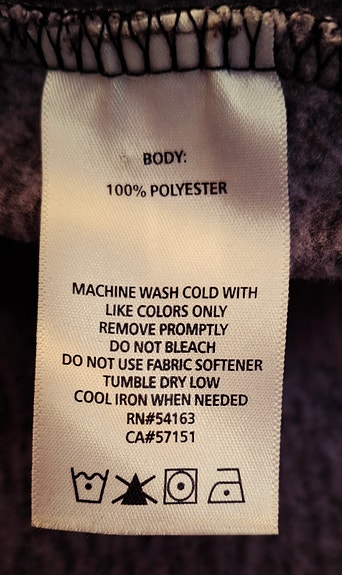 BODY:
100% POLYESTER
MACHINE WASH COLD WITH
LIKE COLORS ONLY
REMOVE PROMPTLY
DO NOT BLEACH
DO NOT USE FABRIC SOFTENER
TUMBLE DRY LOW
COOL IRON WHEN NEEDED
RN#54163
CA#57151